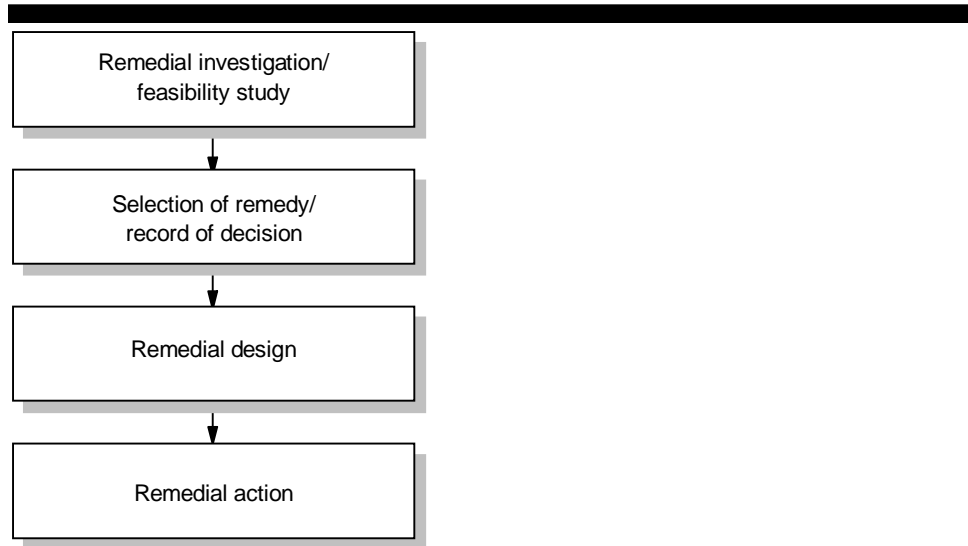 Remedial investigation/
feasibility study
Selection of remedy/
record of decision
Remedial design
Remedial action